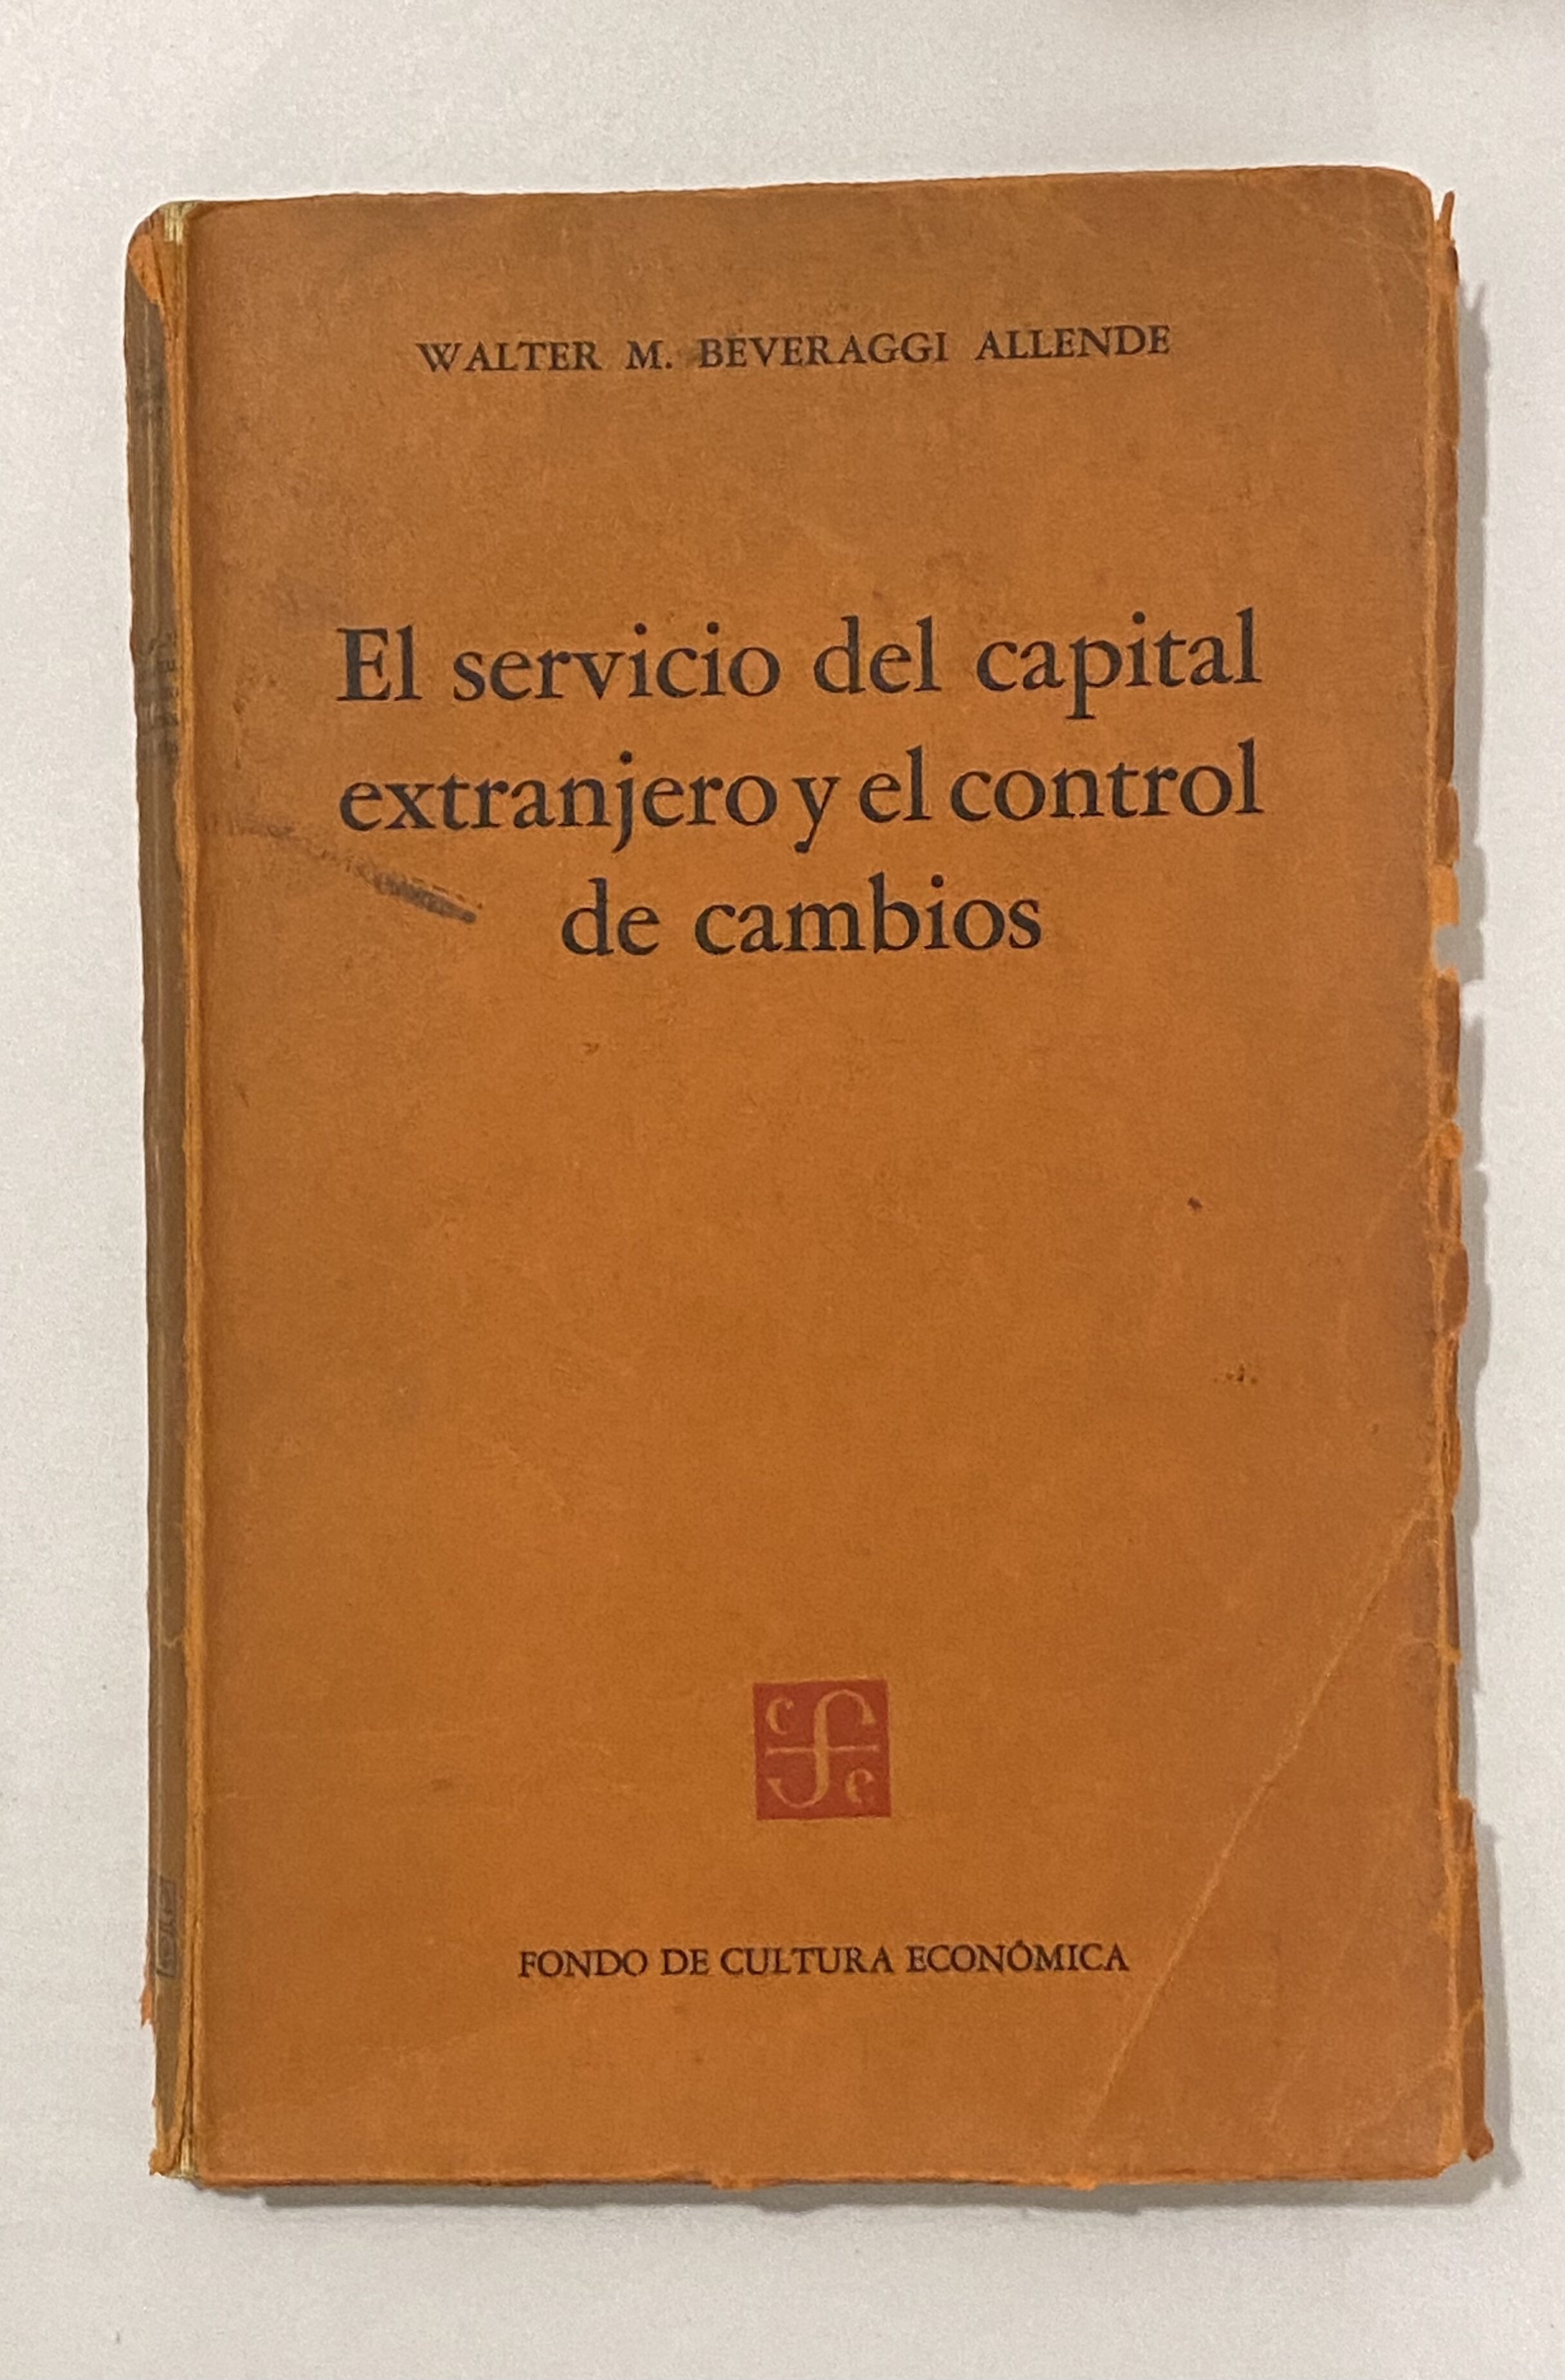 WALTER M. BEVERAGGI ALLENDE
El servicio del capital
extranjero y el control
de cambios
c f
e
FONDO DE CULTURA ECONÓMICA